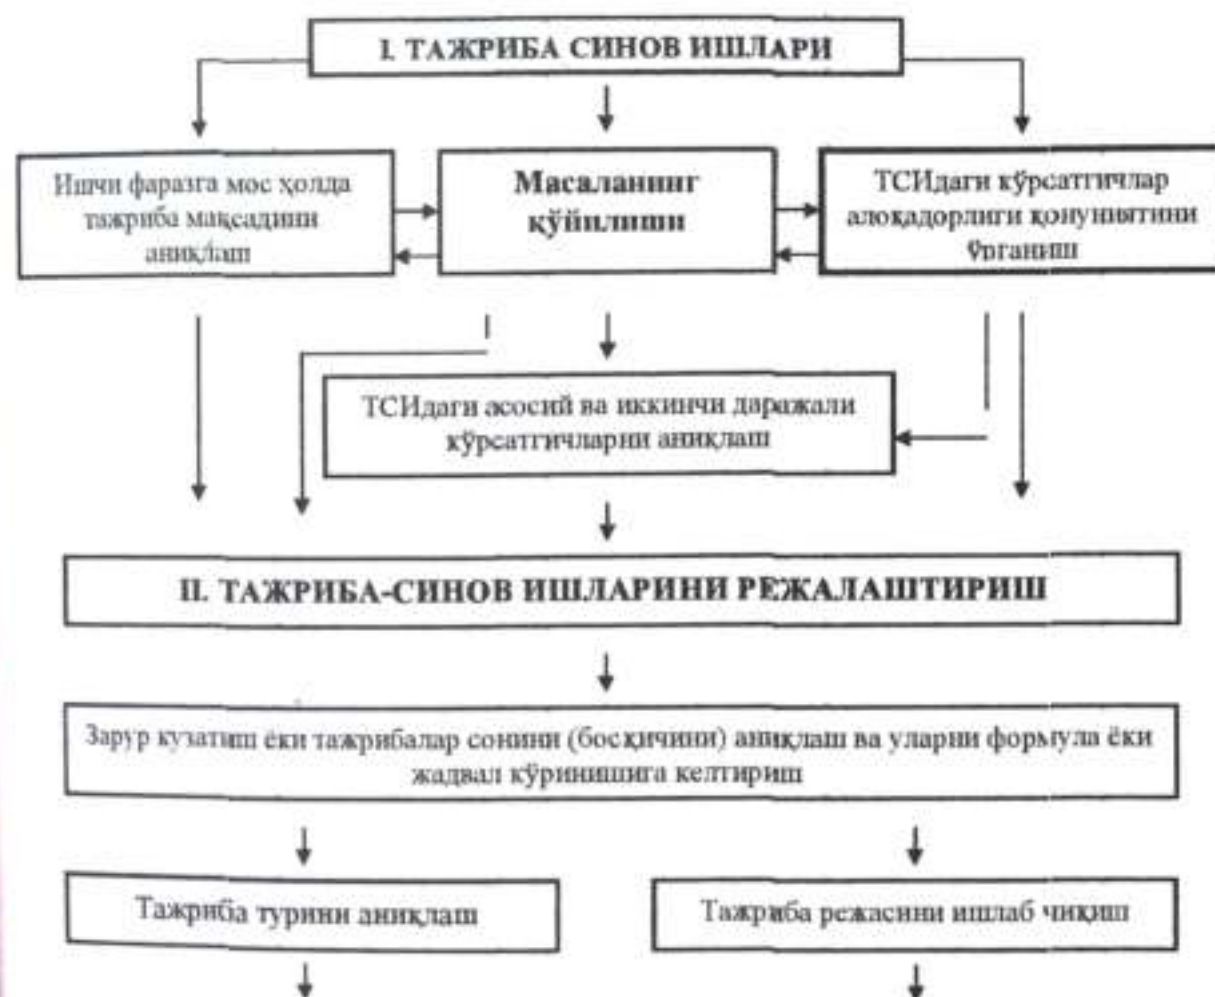 I. ТАЖРИБА СИНОВ ИШЛАРИ
Ишчи фаразга мос ҳолда
тажриба мақсадини
аниқлаш
Масаланинг
қўйилиши
ТСИдаги кўрсатгичлар
алоқадорлиги қонуниятини
ўрганиш
ТСИдаги асосий ва иккинчи даражали
кўрсатгичларни аниқлаш
II. ТАЖРИБА-СИНОВ ИШЛАРИНИ РЕЖАЛАШТИРИШ
Зарур кузатиш ёки тажрибалар сонини (босқичини) аниқлаш ва уларни формула ёки
жадвал кўринишига келтириш
Тажриба турини аниқлаш
Тажриба режасини ишлаб чиқиш